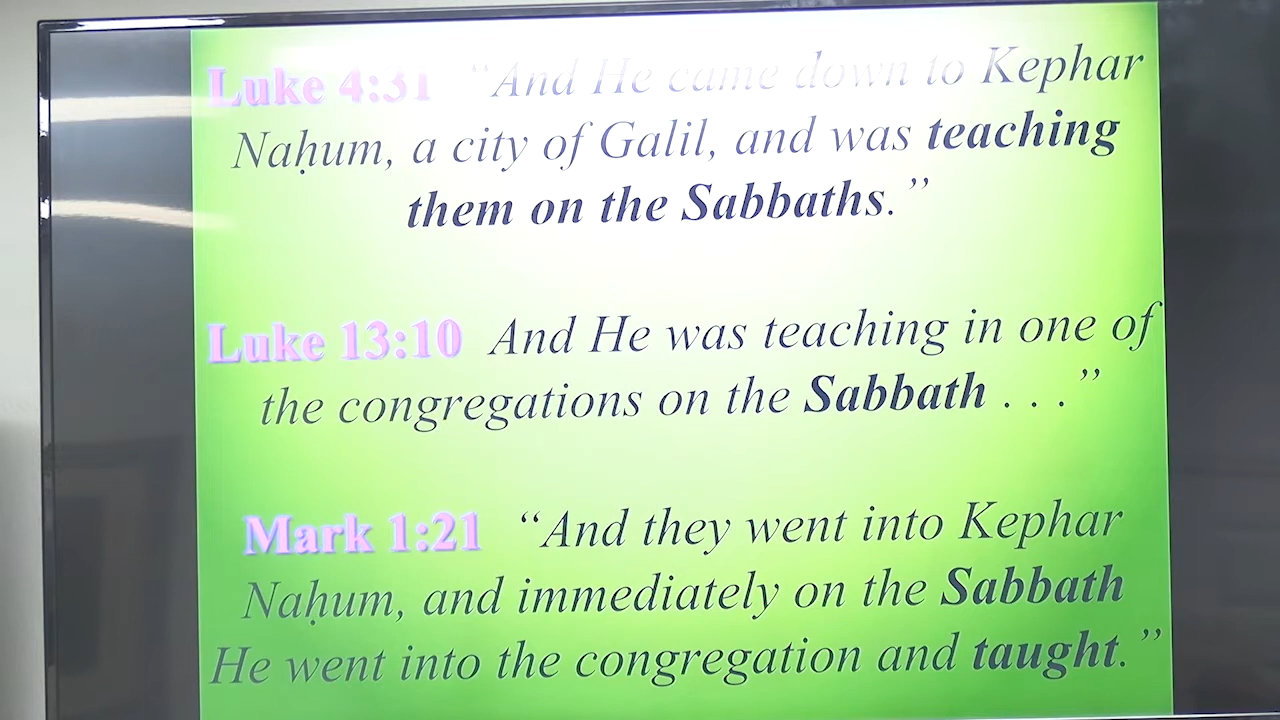 Luke 4:31 “And He came down to Kephar
Naḥum, a city of Galil, and was teaching
them on the Sabbaths.”
Luke 13:10 And He was teaching in one of
the congregations on the Sabbath . . .”
Mark 1:21 “And they went into Kephar
Naḥum, and immediately on the Sabbath
He went into the congregation and taught.”